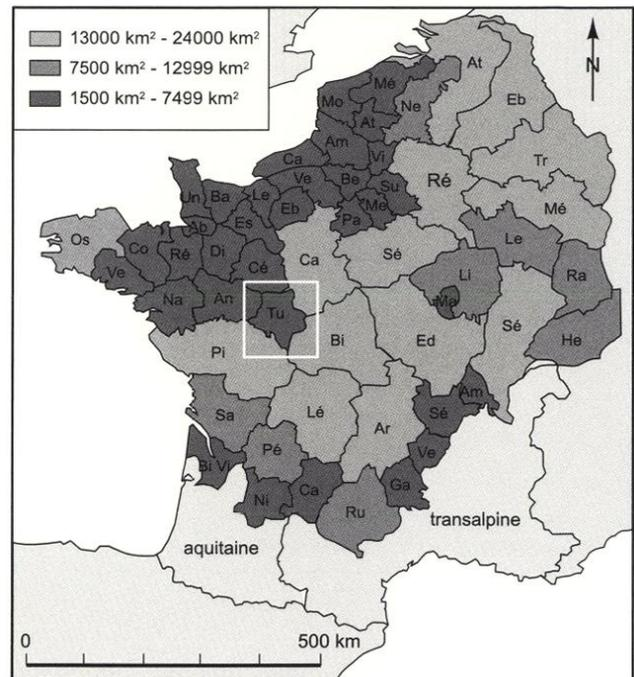 13000 km² - 24000 km²
7500 km² - 12999 km²
1500 km² - 7499 km²
N
At
Mé
Mo
Ne
Eb
At
Am
Vi
Tr
Ca
Ve
Be
Su
Ré
Me
Mé
Un
Ba
Le
Eb
Pa
Ab
Es
Os
Co
Ré
Di
Cé
Ca
Sé
Le
Ve
Li
Ra
Na
An
Ma
Tu
Sé
Pi
Bi
Ed
He
Am
Sa
Lé
Ar
Sé
Pé
Ve
Bi Vi
Ca
Ga
Ni
Ru
transalpine
aquitaine
0
500 km